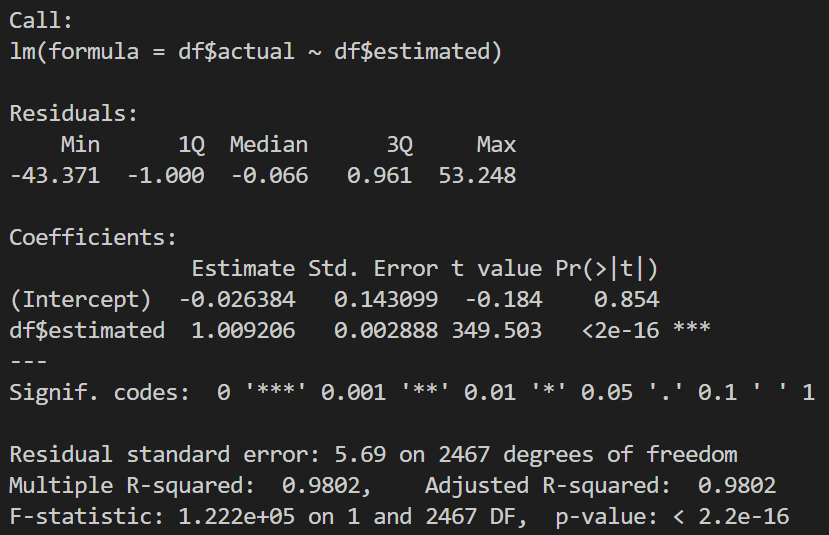 Call:
lm(formula = df$actual ~ df$estimated)
Residuals:
    Min      1Q  Median      3Q     Max
-43.371  -1.000  -0.066   0.961  53.248
Coefficients:
              Estimate Std. Error t value Pr(>|t|)
(Intercept)  -0.026384   0.143099  -0.184    0.854
df$estimated  1.009206   0.002888 349.503   <2e-16 ***
---
Signif. codes:  0 '***' 0.001 '**' 0.01 '*' 0.05 '.' 0.1 ' ' 1
Residual standard error: 5.69 on 2467 degrees of freedom
Multiple R-squared:  0.9802,    Adjusted R-squared:  0.9802
F-statistic: 1.222e+05 on 1 and 2467 DF,  p-value: < 2.2e-16